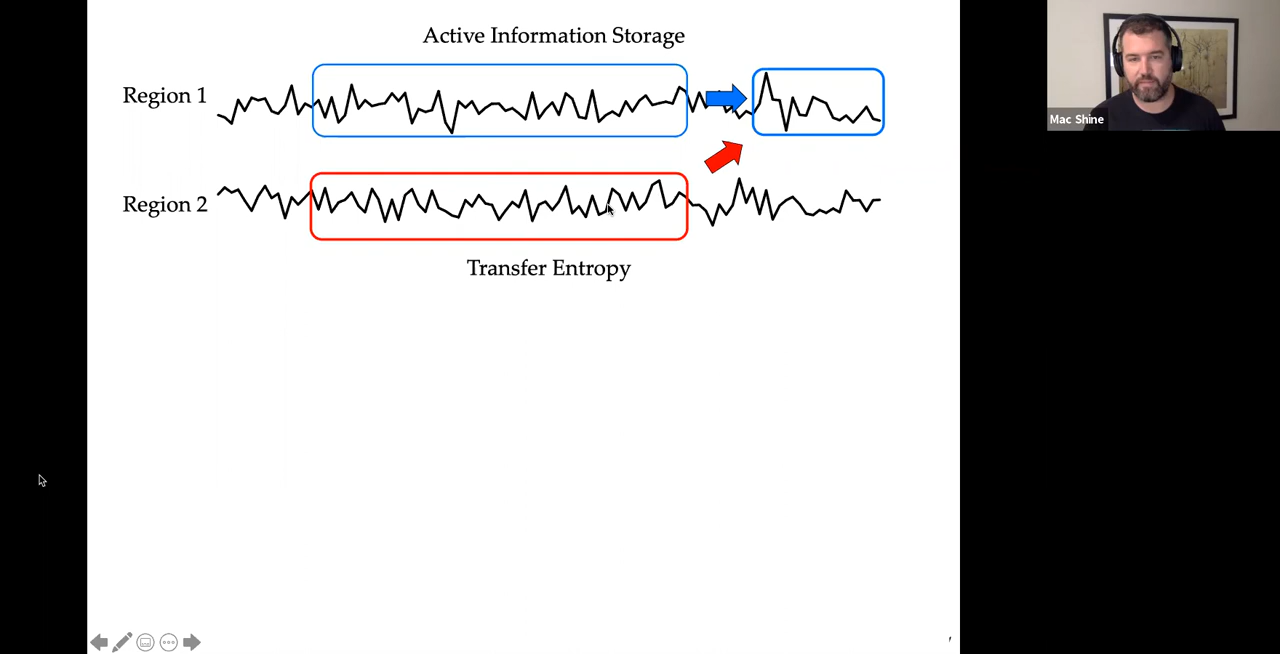 Active Information Storage
Region 1
Mac Shine
Region 2
Transfer Entropy